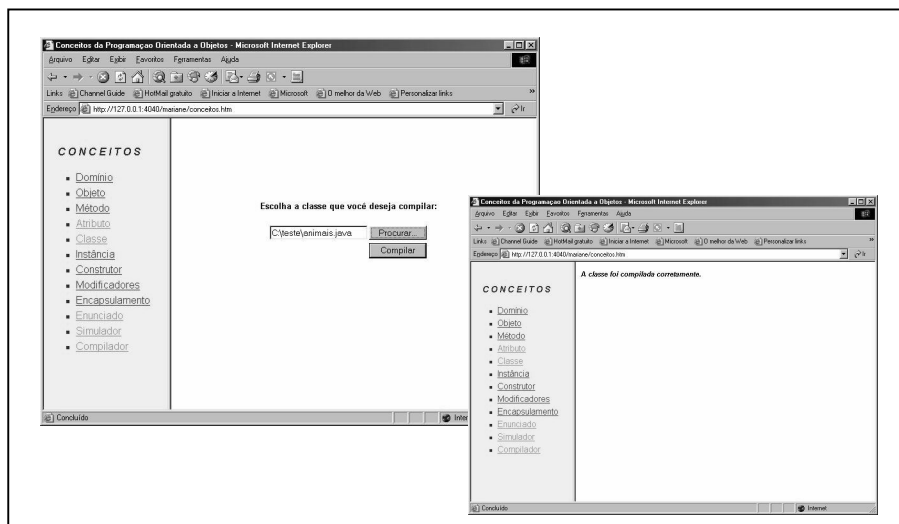 Conceitos da Programaçao Orientada a Objetos - Microsoft Internet Explorer
Arquivo Editar Exibir Favoritos Ferramentas Ajuda
Links Channel Guide HotMail gratuito Iniciar a Internet Microsoft O melhor da Web Personalizar links »
Endereço http://127.0.0.1:4040/mariane/conceitos.htm Ir
CONCEITOS
Domínio
Objeto
Método
Atributo
Classe
Instância
Construtor
Modificadores
Encapsulamento
Enunciado
Simulador
Compilador
Escolha a classe que você deseja compilar:
C:\teste\animais.java Procurar...
Compilar
Concluído Inter
Conceitos da Programaçao Orientada a Objetos - Microsoft Internet Explorer
Arquivo Editar Exibir Favoritos Ferramentas Ajuda
Links Channel Guide HotMail gratuito Iniciar a Internet Microsoft O melhor da Web Personalizar links »
Endereço http://127.0.0.1:4040/mariane/conceitos.htm Ir
CONCEITOS
Domínio
Objeto
Método
Atributo
Classe
Instância
Construtor
Modificadores
Encapsulamento
Enunciado
Simulador
Compilador
A classe foi compilada corretamente.
Concluído Internet